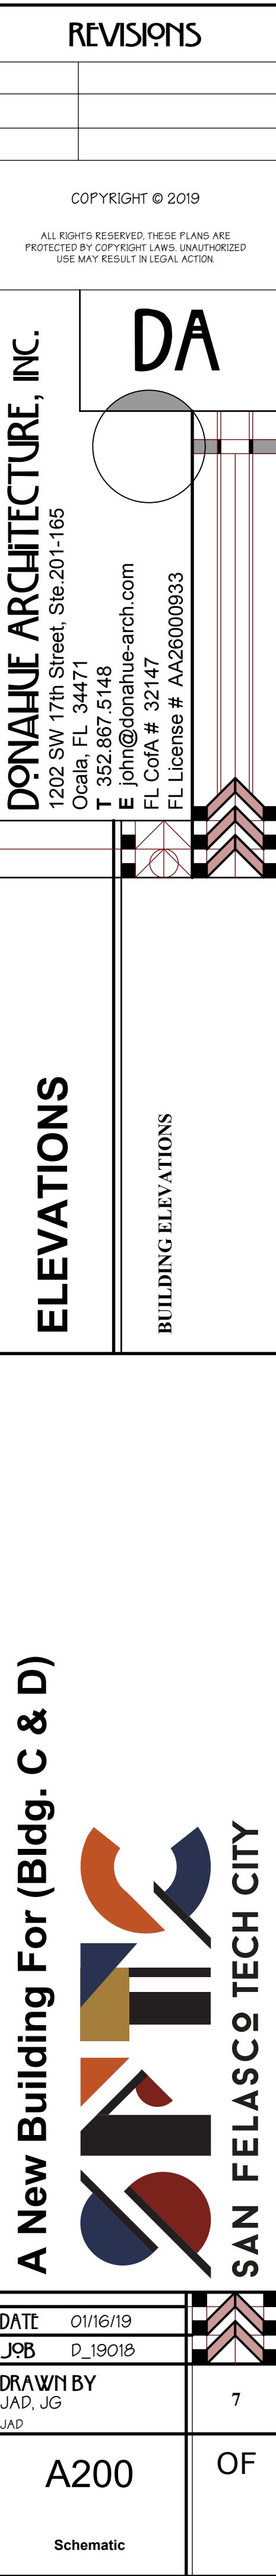 REVISIONS
COPYRIGHT © 2019
ALL RIGHTS RESERVED, THESE PLANS ARE
PROTECTED BY COPYRIGHT LAWS. UNAUTHORIZED
USE MAY RESULT IN LEGAL ACTION.
DA
DONAHUE ARCHITECTURE, INC.
1202 SW 17th Street, Ste.201-165
Ocala, FL 34471
T 352.867.5148
E john@donahue-arch.com
FL CofA # 32147
FL License # AA26000933
ELEVATIONS
BUILDING ELEVATIONS
A New Building For (Bldg. C & D)
SFTC
SAN FELASCO TECH CITY
DATE 01/16/19
JOB D_19018
DRAWN BY
JAD, JG
JAD
7
A200
OF
Schematic